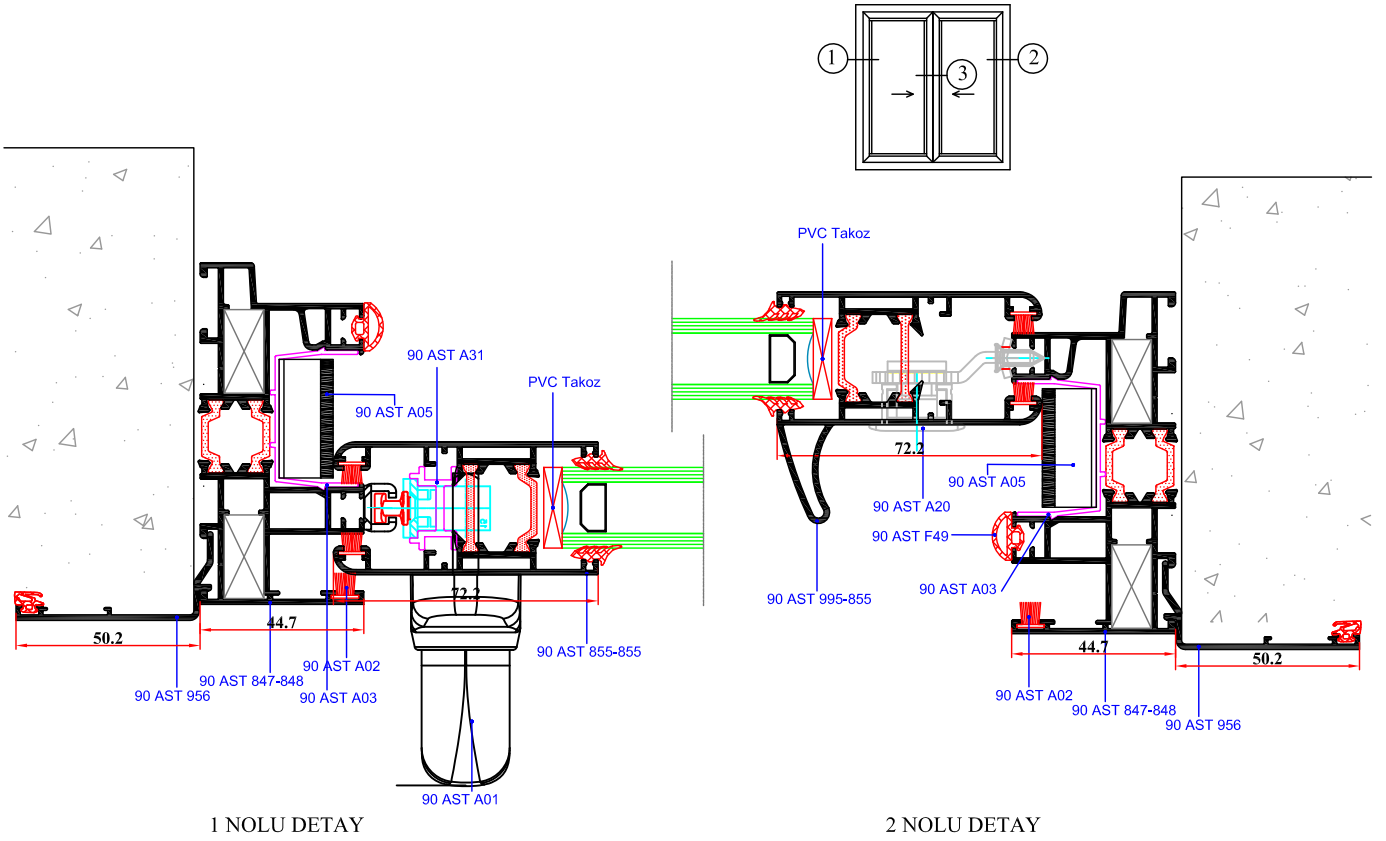 1
2
3
PVC Takoz
90 AST A31
PVC Takoz
90 AST A05
72.2
90 AST A05
90 AST A20
90 AST F49
72.2
90 AST A03
90 AST 995-855
44.7
50.2
90 AST 855-855
44.7
50.2
90 AST A02
90 AST 847-848
90 AST A03
90 AST 956
90 AST A02
90 AST 847-848
90 AST 956
90 AST A01
1 NOLU DETAY
2 NOLU DETAY